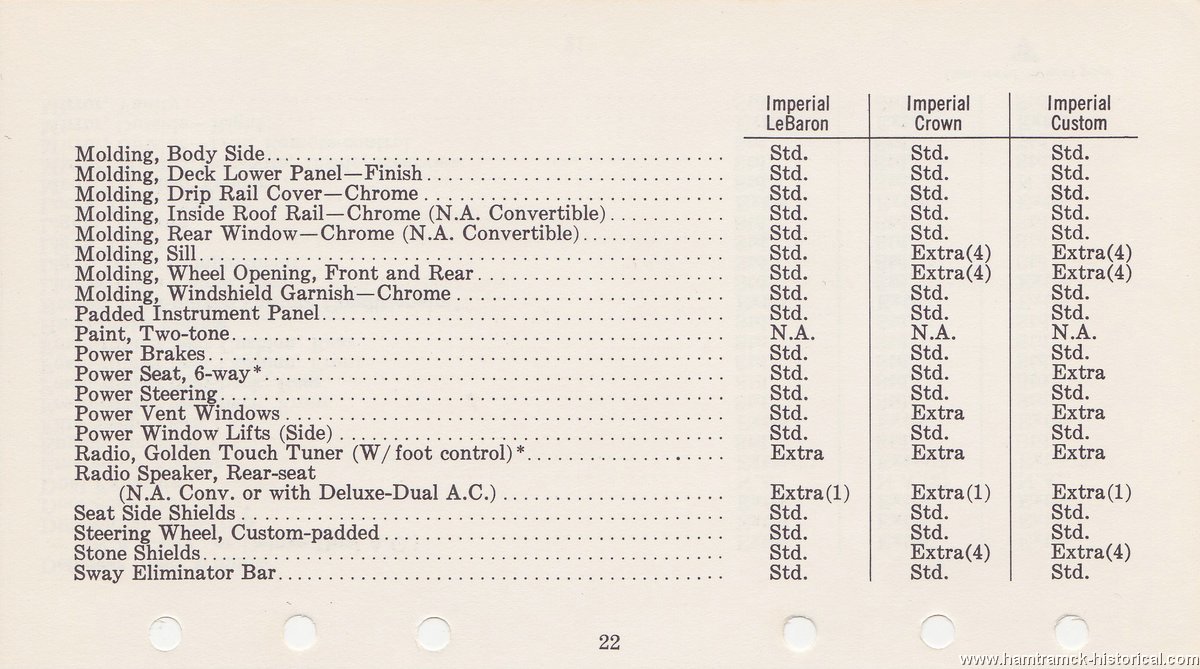 Imperial LeBaron Imperial Crown Imperial Custom
Molding, Body Side Std. Std. Std.
Molding, Deck Lower Panel—Finish Std. Std. Std.
Molding, Drip Rail Cover—Chrome Std. Std. Std.
Molding, Inside Roof Rail—Chrome (N.A. Convertible) Std. Std. Std.
Molding, Rear Window—Chrome (N.A. Convertible) Std. Std. Std.
Molding, Sill Std. Extra(4) Extra(4)
Molding, Wheel Opening, Front and Rear Std. Extra(4) Extra(4)
Molding, Windshield Garnish—Chrome Std. Std. Std.
Padded Instrument Panel Std. Std. Std.
Paint, Two-tone N.A. N.A. N.A.
Power Brakes Std. Std. Std.
Power Seat, 6-way* Std. Std. Extra
Power Steering Std. Std. Std.
Power Vent Windows Std. Extra Extra
Power Window Lifts (Side) Std. Std. Std.
Radio, Golden Touch Tuner (W/foot control)* Extra Extra Extra
Radio Speaker, Rear-seat
(N.A. Conv. or with Deluxe-Dual A.C.) Extra(1) Extra(1) Extra(1)
Seat Side Shields Std. Std. Std.
Steering Wheel, Custom-padded Std. Std. Std.
Stone Shields Std. Extra(4) Extra(4)
Sway Eliminator Bar Std. Std. Std.
22
www.hamtramck-historical.com